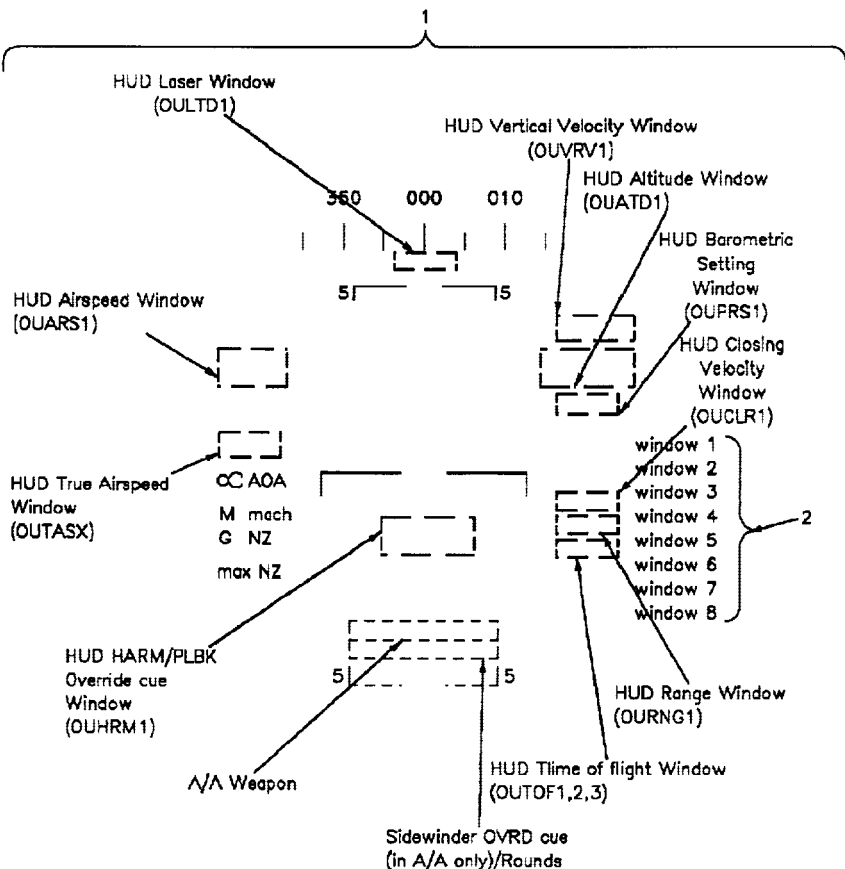 1
HUD Laser Window
(OULTD1)
HUD Vertical Velocity Window
(OUVRV1)
HUD Altitude Window
(OUATD1)
HUD Barometric
Setting
Window
(OUPRS1)
350 000 010
5 5
HUD Airspeed Window
(OUARS1)
HUD Closing
Velocity
Window
(OUCLR1)
HUD True Airspeed
Window
(OUTASX)
∝ AOA
M mach
G NZ
max NZ
window 1
window 2
window 3
window 4
window 5
window 6
window 7
window 8
2
HUD HARM/PLBK
Override cue
Window
(OUHRM1)
5 5
HUD Range Window
(OURNG1)
A/A Weapon
HUD TIime of flight Window
(OUTOF1,2,3)
Sidewinder OVRD cue
(in A/A only)/Rounds